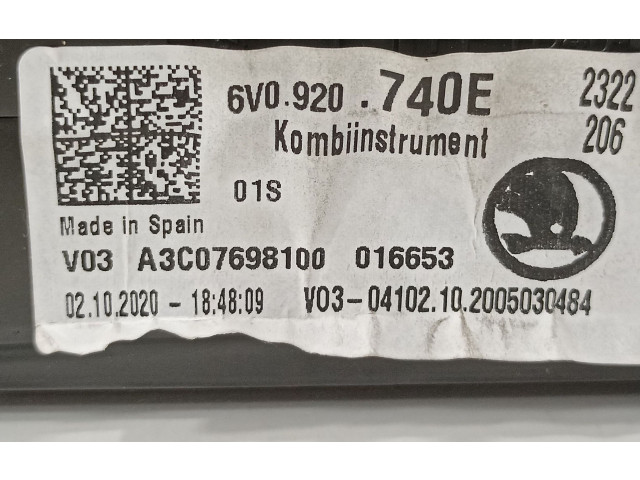 6V0.920 .740E 2322
Kombiinstrument 206
01S
Made in Spain
V03 A3C07698100 016653
02.10.2020 - 18:48:09 V03-04102.10.2005030484